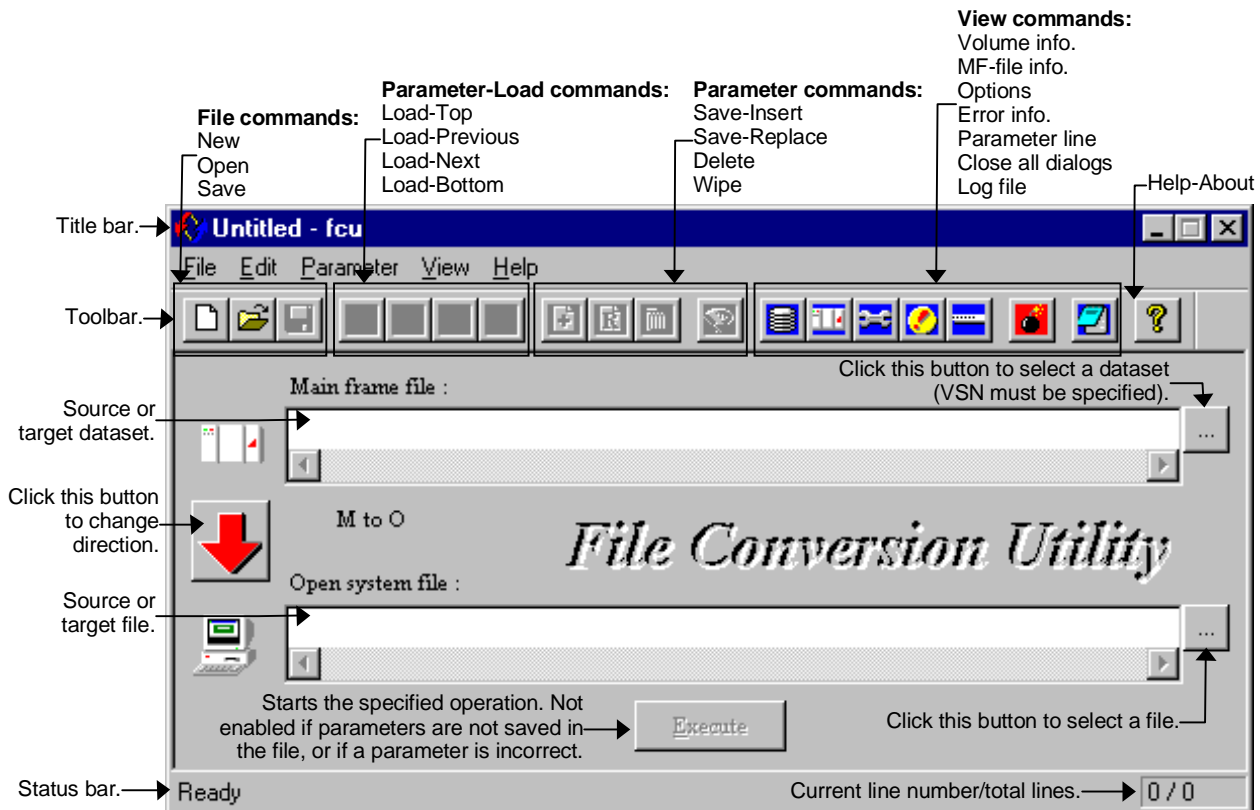 View commands:
Volume info.
MF-file info.
Options
Error info.
Parameter line
Close all dialogs
Log file
Parameter-Load commands:
Load-Top
Load-Previous
Load-Next
Load-Bottom
Parameter commands:
Save-Insert
Save-Replace
Delete
Wipe
File commands:
New
Open
Save
Help-About
Title bar.
Untitled - fcu
File Edit Parameter View Help
Toolbar.
Main frame file :
Click this button to select a dataset
(VSN must be specified).
Source or
target dataset.
...
Click this button
to change
direction.
M to O
File Conversion Utility
Open system file :
Source or
target file.
...
Starts the specified operation. Not
enabled if parameters are not saved in
the file, or if a parameter is incorrect.
Execute
Click this button to select a file.
Status bar.
Ready
Current line number/total lines.
0 / 0